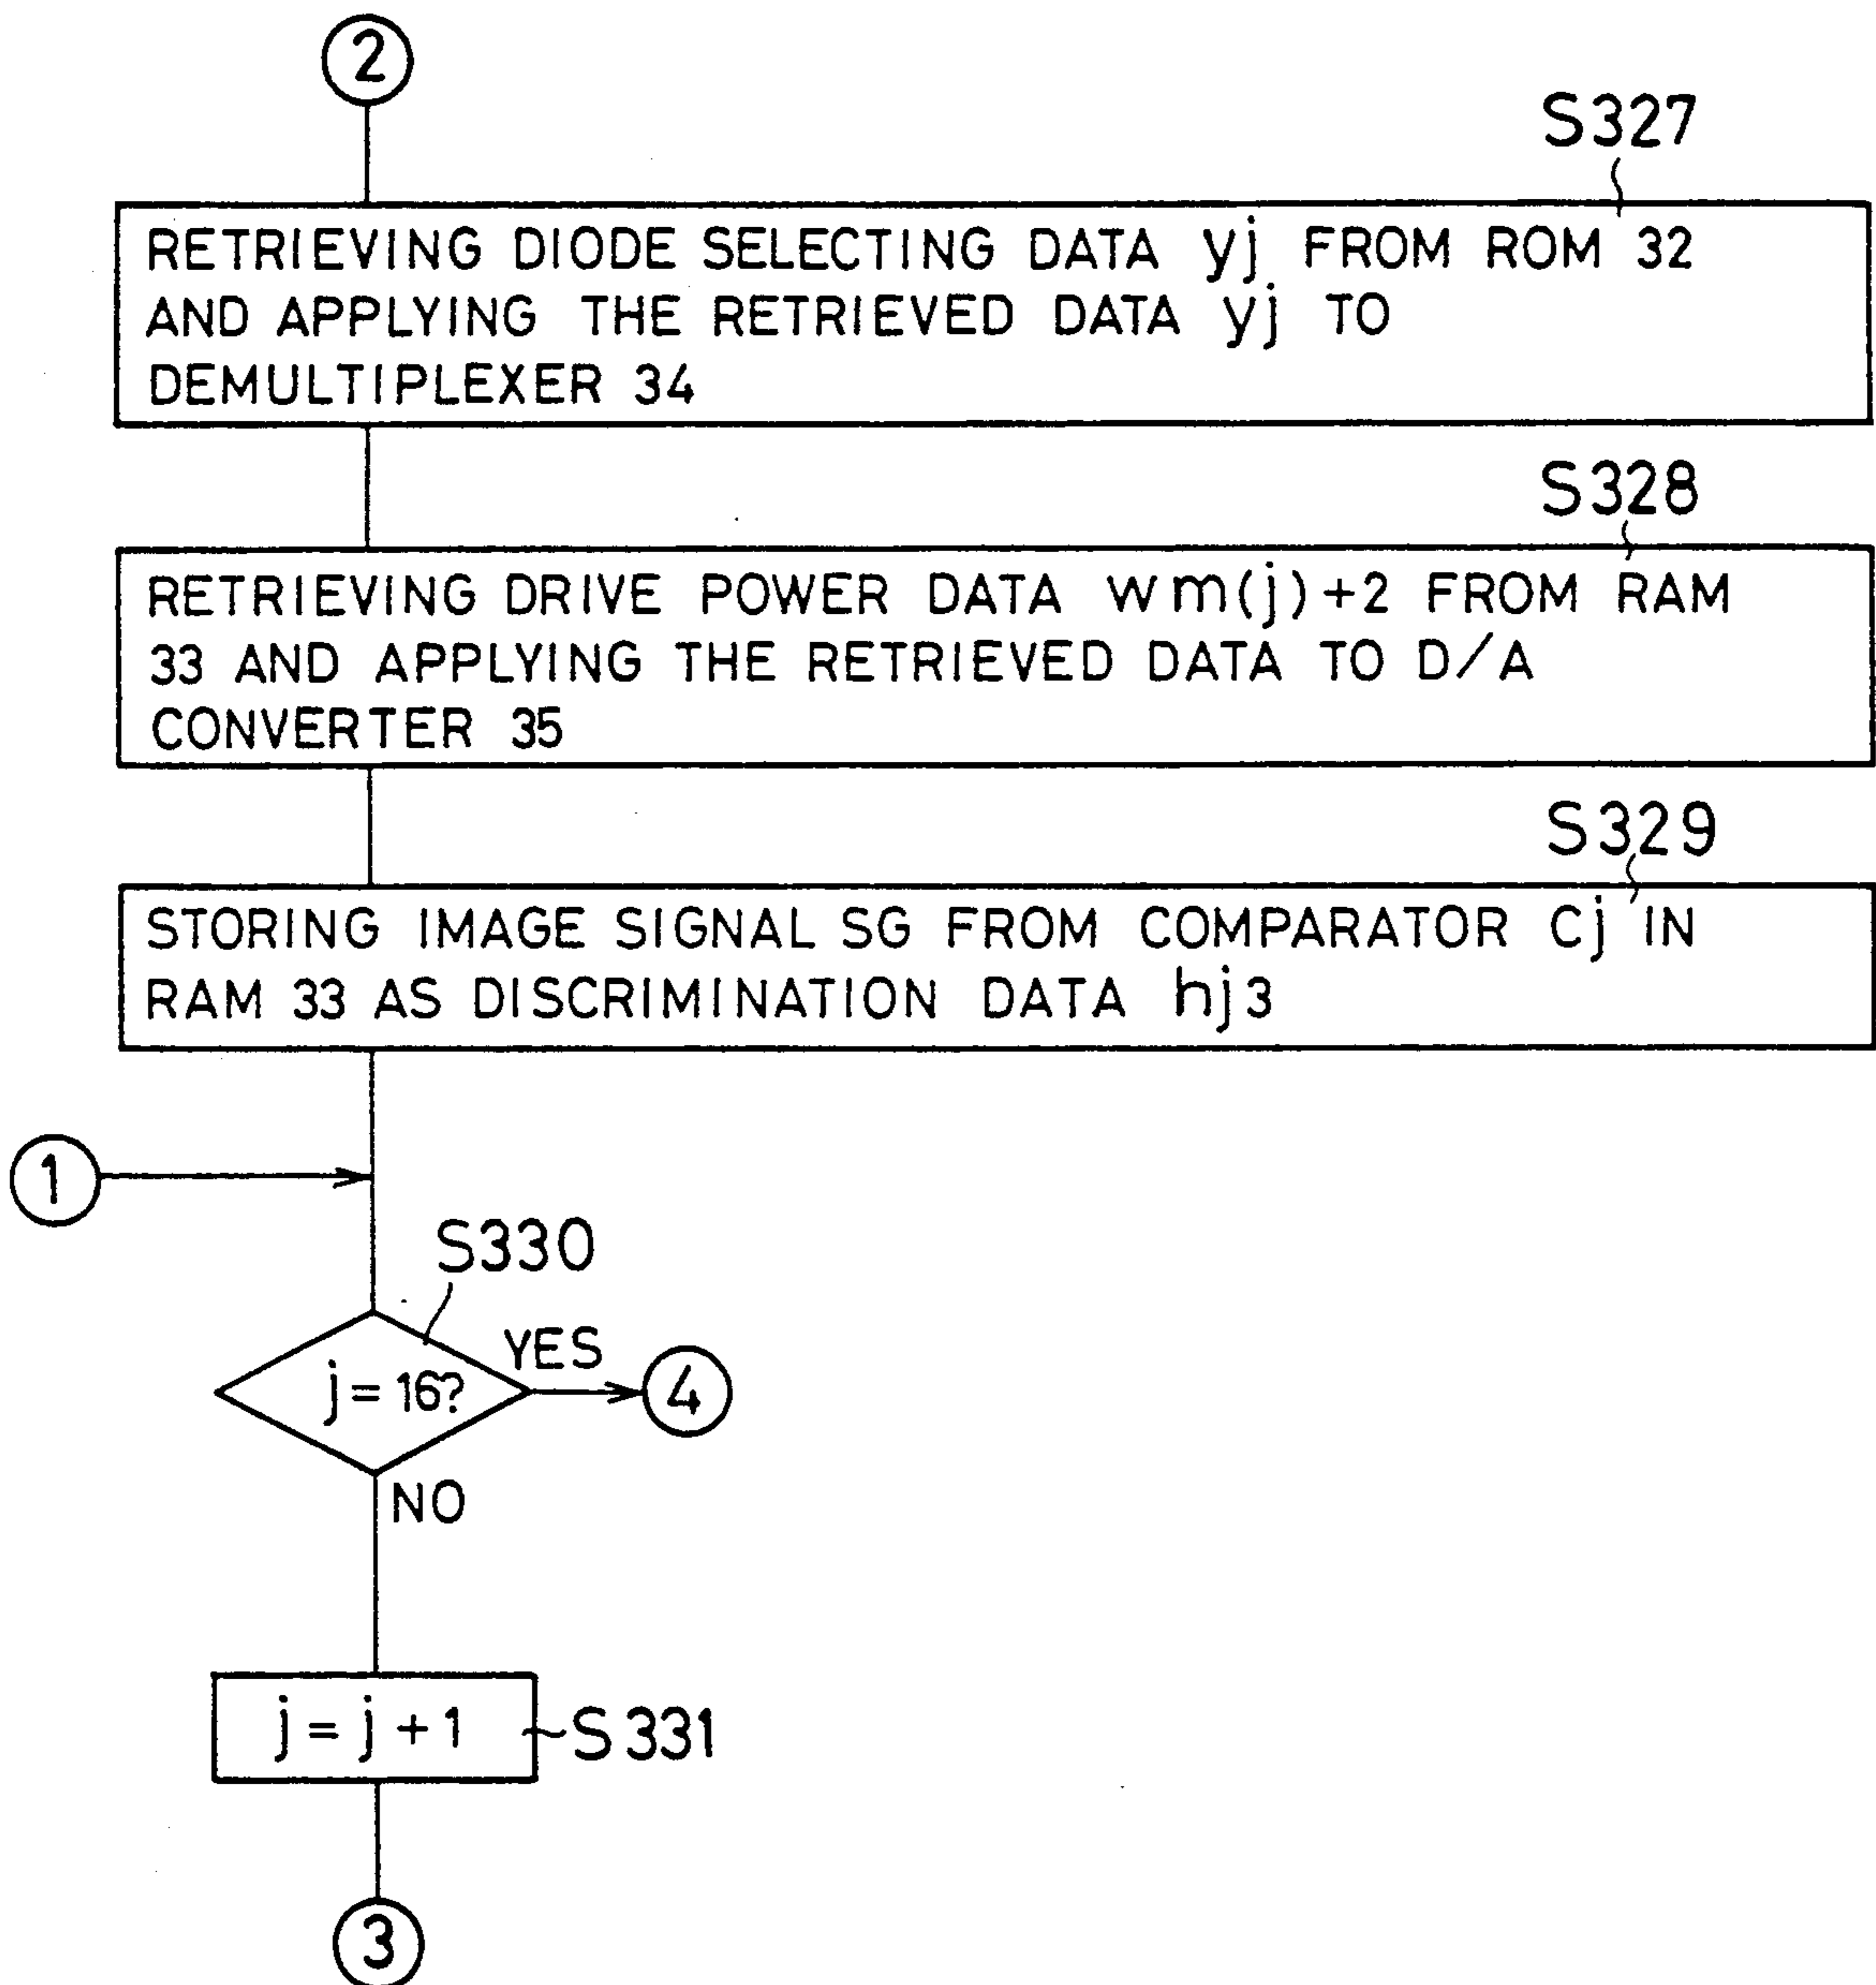 2
S327
RETRIEVING DIODE SELECTING DATA yj FROM ROM 32
AND APPLYING THE RETRIEVED DATA yj TO
DEMULTIPLEXER 34
S328
RETRIEVING DRIVE POWER DATA wm(j)+2 FROM RAM
33 AND APPLYING THE RETRIEVED DATA TO D/A
CONVERTER 35
S329
STORING IMAGE SIGNAL SG FROM COMPARATOR Cj IN
RAM 33 AS DISCRIMINATION DATA hj3
1
S330
j=16?
YES
4
NO
j=j+1
S331
3